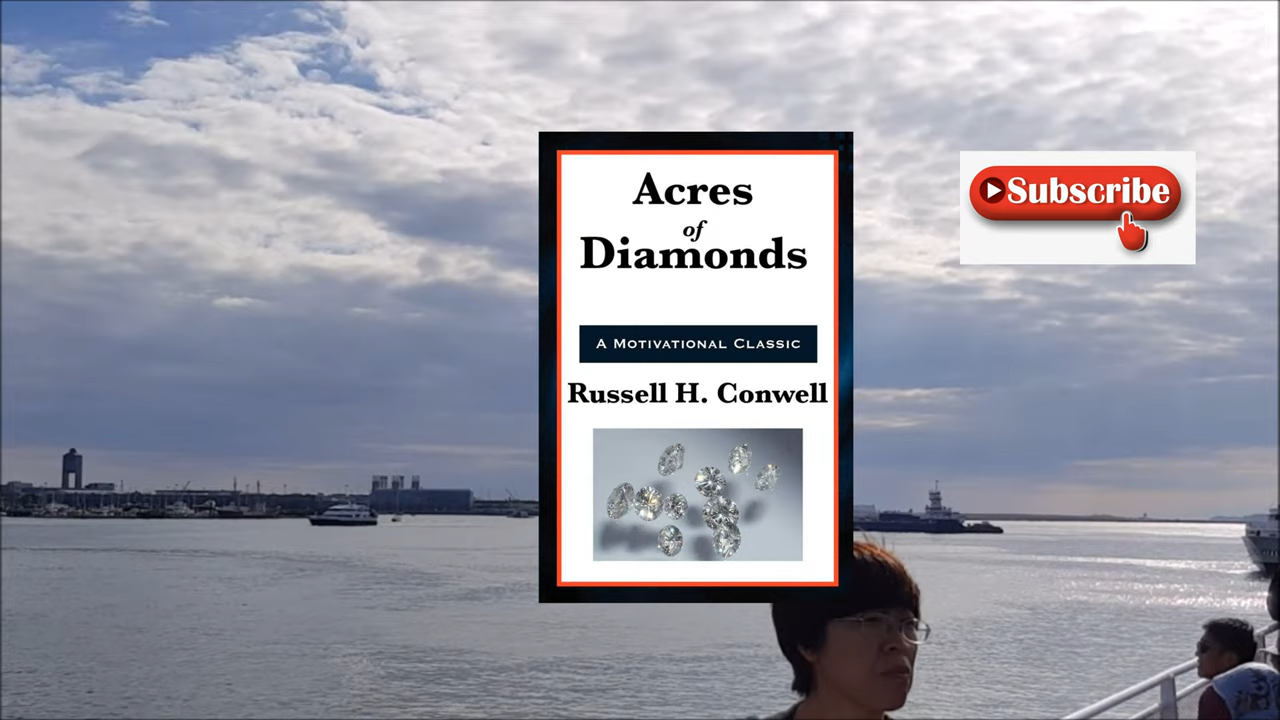 Acres
of
Diamonds
A Motivational Classic
Russell H. Conwell
Subscribe